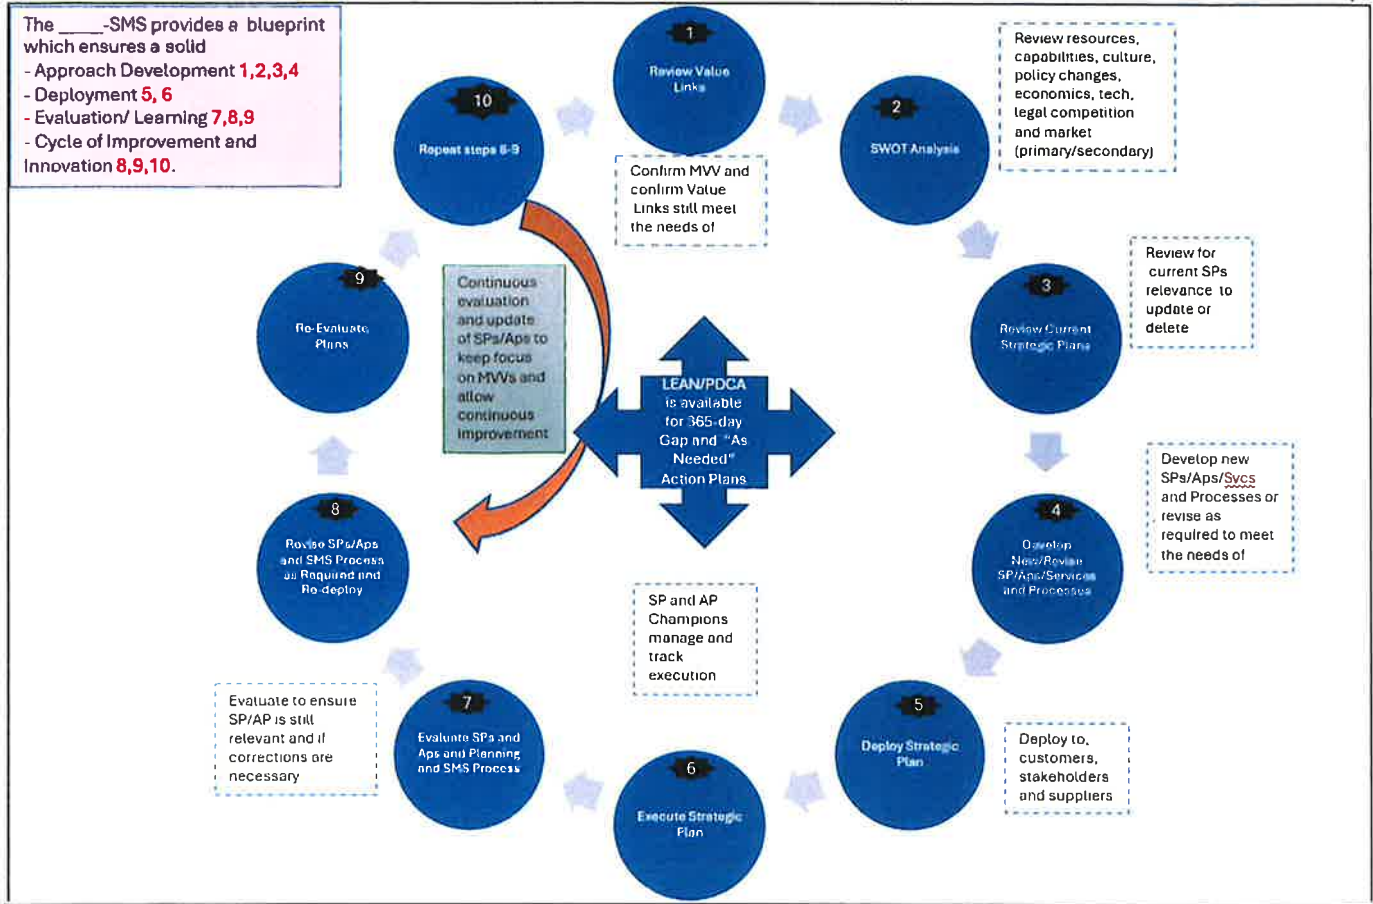 The ____-SMS provides a blueprint
which ensures a solid
- Approach Development 1,2,3,4
- Deployment 5, 6
- Evaluation/ Learning 7,8,9
- Cycle of Improvement and
Innovation 8,9,10.
1
Review Value
Links
Confirm MVV and
confirm Value
Links still meet
the needs of
2
SWOT Analysis
Review resources,
capabilities, culture,
policy changes,
economics, tech,
legal competition
and market
(primary/secondary)
3
Review Current
Strategic Plans
Review for
current SPs
relevance to
update or
delete
4
Develop
New/Revise
SP/Aps/Services
and Processes
Develop new
SPs/Aps/Svcs
and Processes or
revise as
required to meet
the needs of
5
Deploy Strategic
Plan
Deploy to,
customers,
stakeholders
and suppliers
6
Execute Strategic
Plan
SP and AP
Champions
manage and
track
execution
7
Evaluate SPs and
Aps and Planning
and SMS Process
Evaluate to ensure
SP/AP is still
relevant and if
corrections are
necessary
8
Revise SPs/Aps
and SMS Process
as Required and
Re-deploy
9
Re-Evaluate
Plans
10
Repeat steps 8-9
Continuous
evaluation
and update
of SPs/Aps to
keep focus
on MVVs and
allow
continuous
improvement
LEAN/PDCA
is available
for 365-day
Gap and "As
Needed"
Action Plans